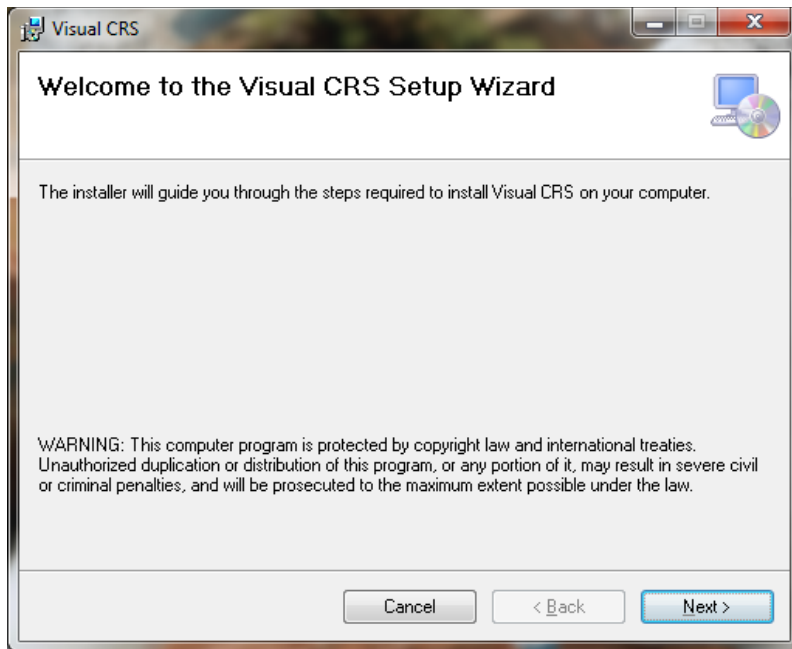 Visual CRS
Welcome to the Visual CRS Setup Wizard
The installer will guide you through the steps required to install Visual CRS on your computer.
WARNING: This computer program is protected by copyright law and international treaties.
Unauthorized duplication or distribution of this program, or any portion of it, may result in severe civil
or criminal penalties, and will be prosecuted to the maximum extent possible under the law.
Cancel < Back Next >